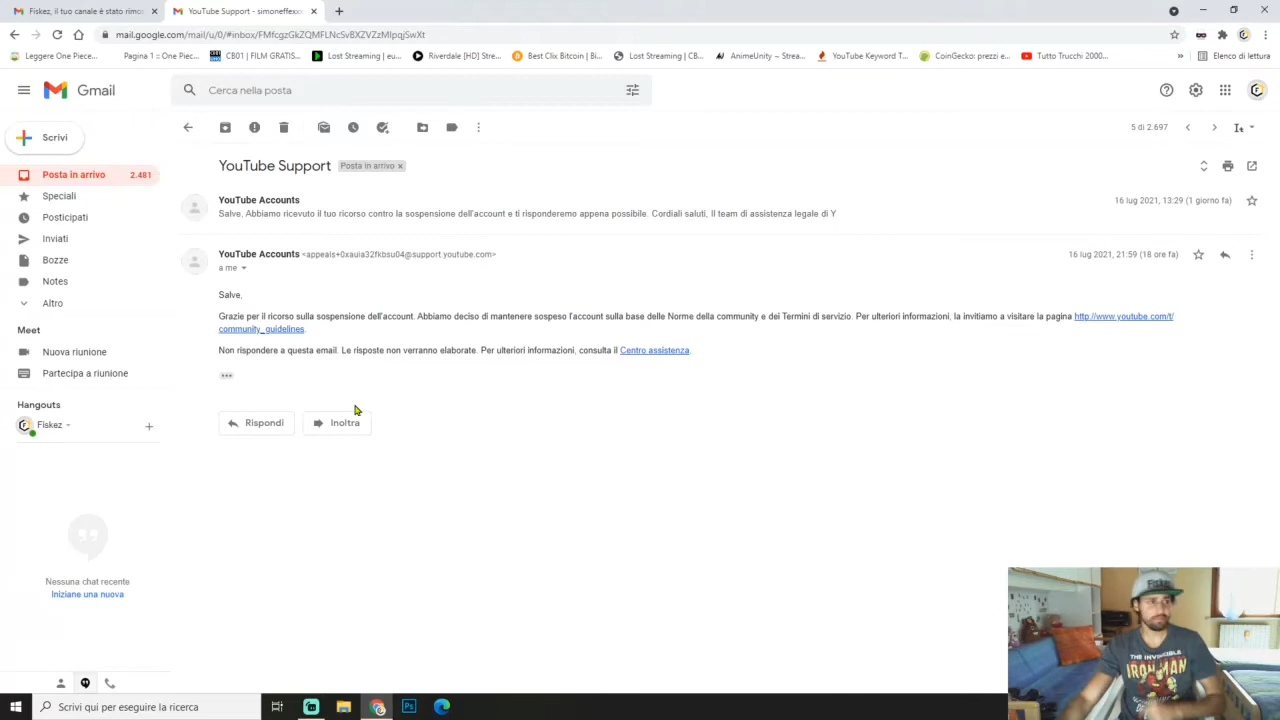 Fiskez, il tuo canale è stato rimo
YouTube Support - simoneflexo
mail.google.com/mail/u/0/#inbox/FMfcgzGkZQMFLNcSvBXZVZzMlpqjSwXt
Leggere One Piece...
Pagina 1 :: One Piec...
CB01 | FILM GRATIS...
Lost Streaming | eu...
Riverdale [HD] Stre...
Best Clix Bitcoin | Bi...
Lost Streaming | CB...
AnimeUnity ~ Strea...
YouTube Keyword T...
CoinGecko: prezzi e...
Tutto Trucchi 2000...
»
Elenco di lettura
Gmail
Cerca nella posta
Scrivi
5 di 2.697
Posta in arrivo 2.481
Speciali
Posticipati
Inviati
Bozze
Notes
Altro
Meet
Nuova riunione
Partecipa a riunione
Hangouts
Fiskez
Nessuna chat recente
Iniziane una nuova
YouTube Support Posta in arrivo ×
YouTube Accounts 16 lug 2021, 13:29 (1 giorno fa)
Salve, Abbiamo ricevuto il tuo ricorso contro la sospensione dell'account e ti risponderemo appena possibile. Cordiali saluti, Il team di assistenza legale di Y
YouTube Accounts <appeals+0xauia32fkbsu04@support.youtube.com> 16 lug 2021, 21:59 (18 ore fa)
a me
Salve,
Grazie per il ricorso sulla sospensione dell'account. Abbiamo deciso di mantenere sospeso l'account sulla base delle Norme della community e dei Termini di servizio. Per ulteriori informazioni, la invitiamo a visitare la pagina http://www.youtube.com/t/
community_guidelines.
Non rispondere a questa email. Le risposte non verranno elaborate. Per ulteriori informazioni, consulta il Centro assistenza.
Rispondi
Inoltra
THE INVINCIBLE
IRON MAN
Scrivi qui per eseguire la ricerca
Ps